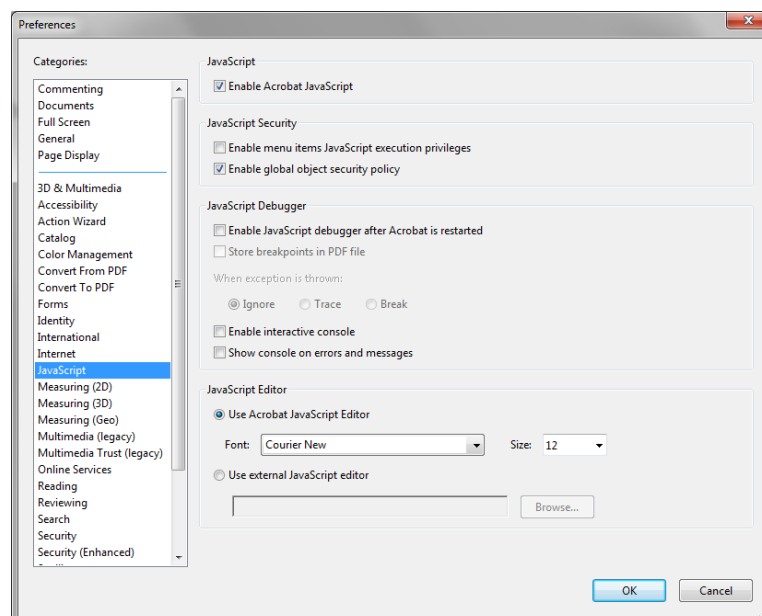 Preferences
Categories:
Commenting
Documents
Full Screen
General
Page Display
3D & Multimedia
Accessibility
Action Wizard
Catalog
Color Management
Convert From PDF
Convert To PDF
Forms
Identity
International
Internet
JavaScript
Measuring (2D)
Measuring (3D)
Measuring (Geo)
Multimedia (legacy)
Multimedia Trust (legacy)
Online Services
Reading
Reviewing
Search
Security
Security (Enhanced)
JavaScript
Enable Acrobat JavaScript
JavaScript Security
Enable menu items JavaScript execution privileges
Enable global object security policy
JavaScript Debugger
Enable JavaScript debugger after Acrobat is restarted
Store breakpoints in PDF file
When exception is thrown:
Ignore Trace Break
Enable interactive console
Show console on errors and messages
JavaScript Editor
Use Acrobat JavaScript Editor
Font: Courier New Size: 12
Use external JavaScript editor
Browse...
OK Cancel